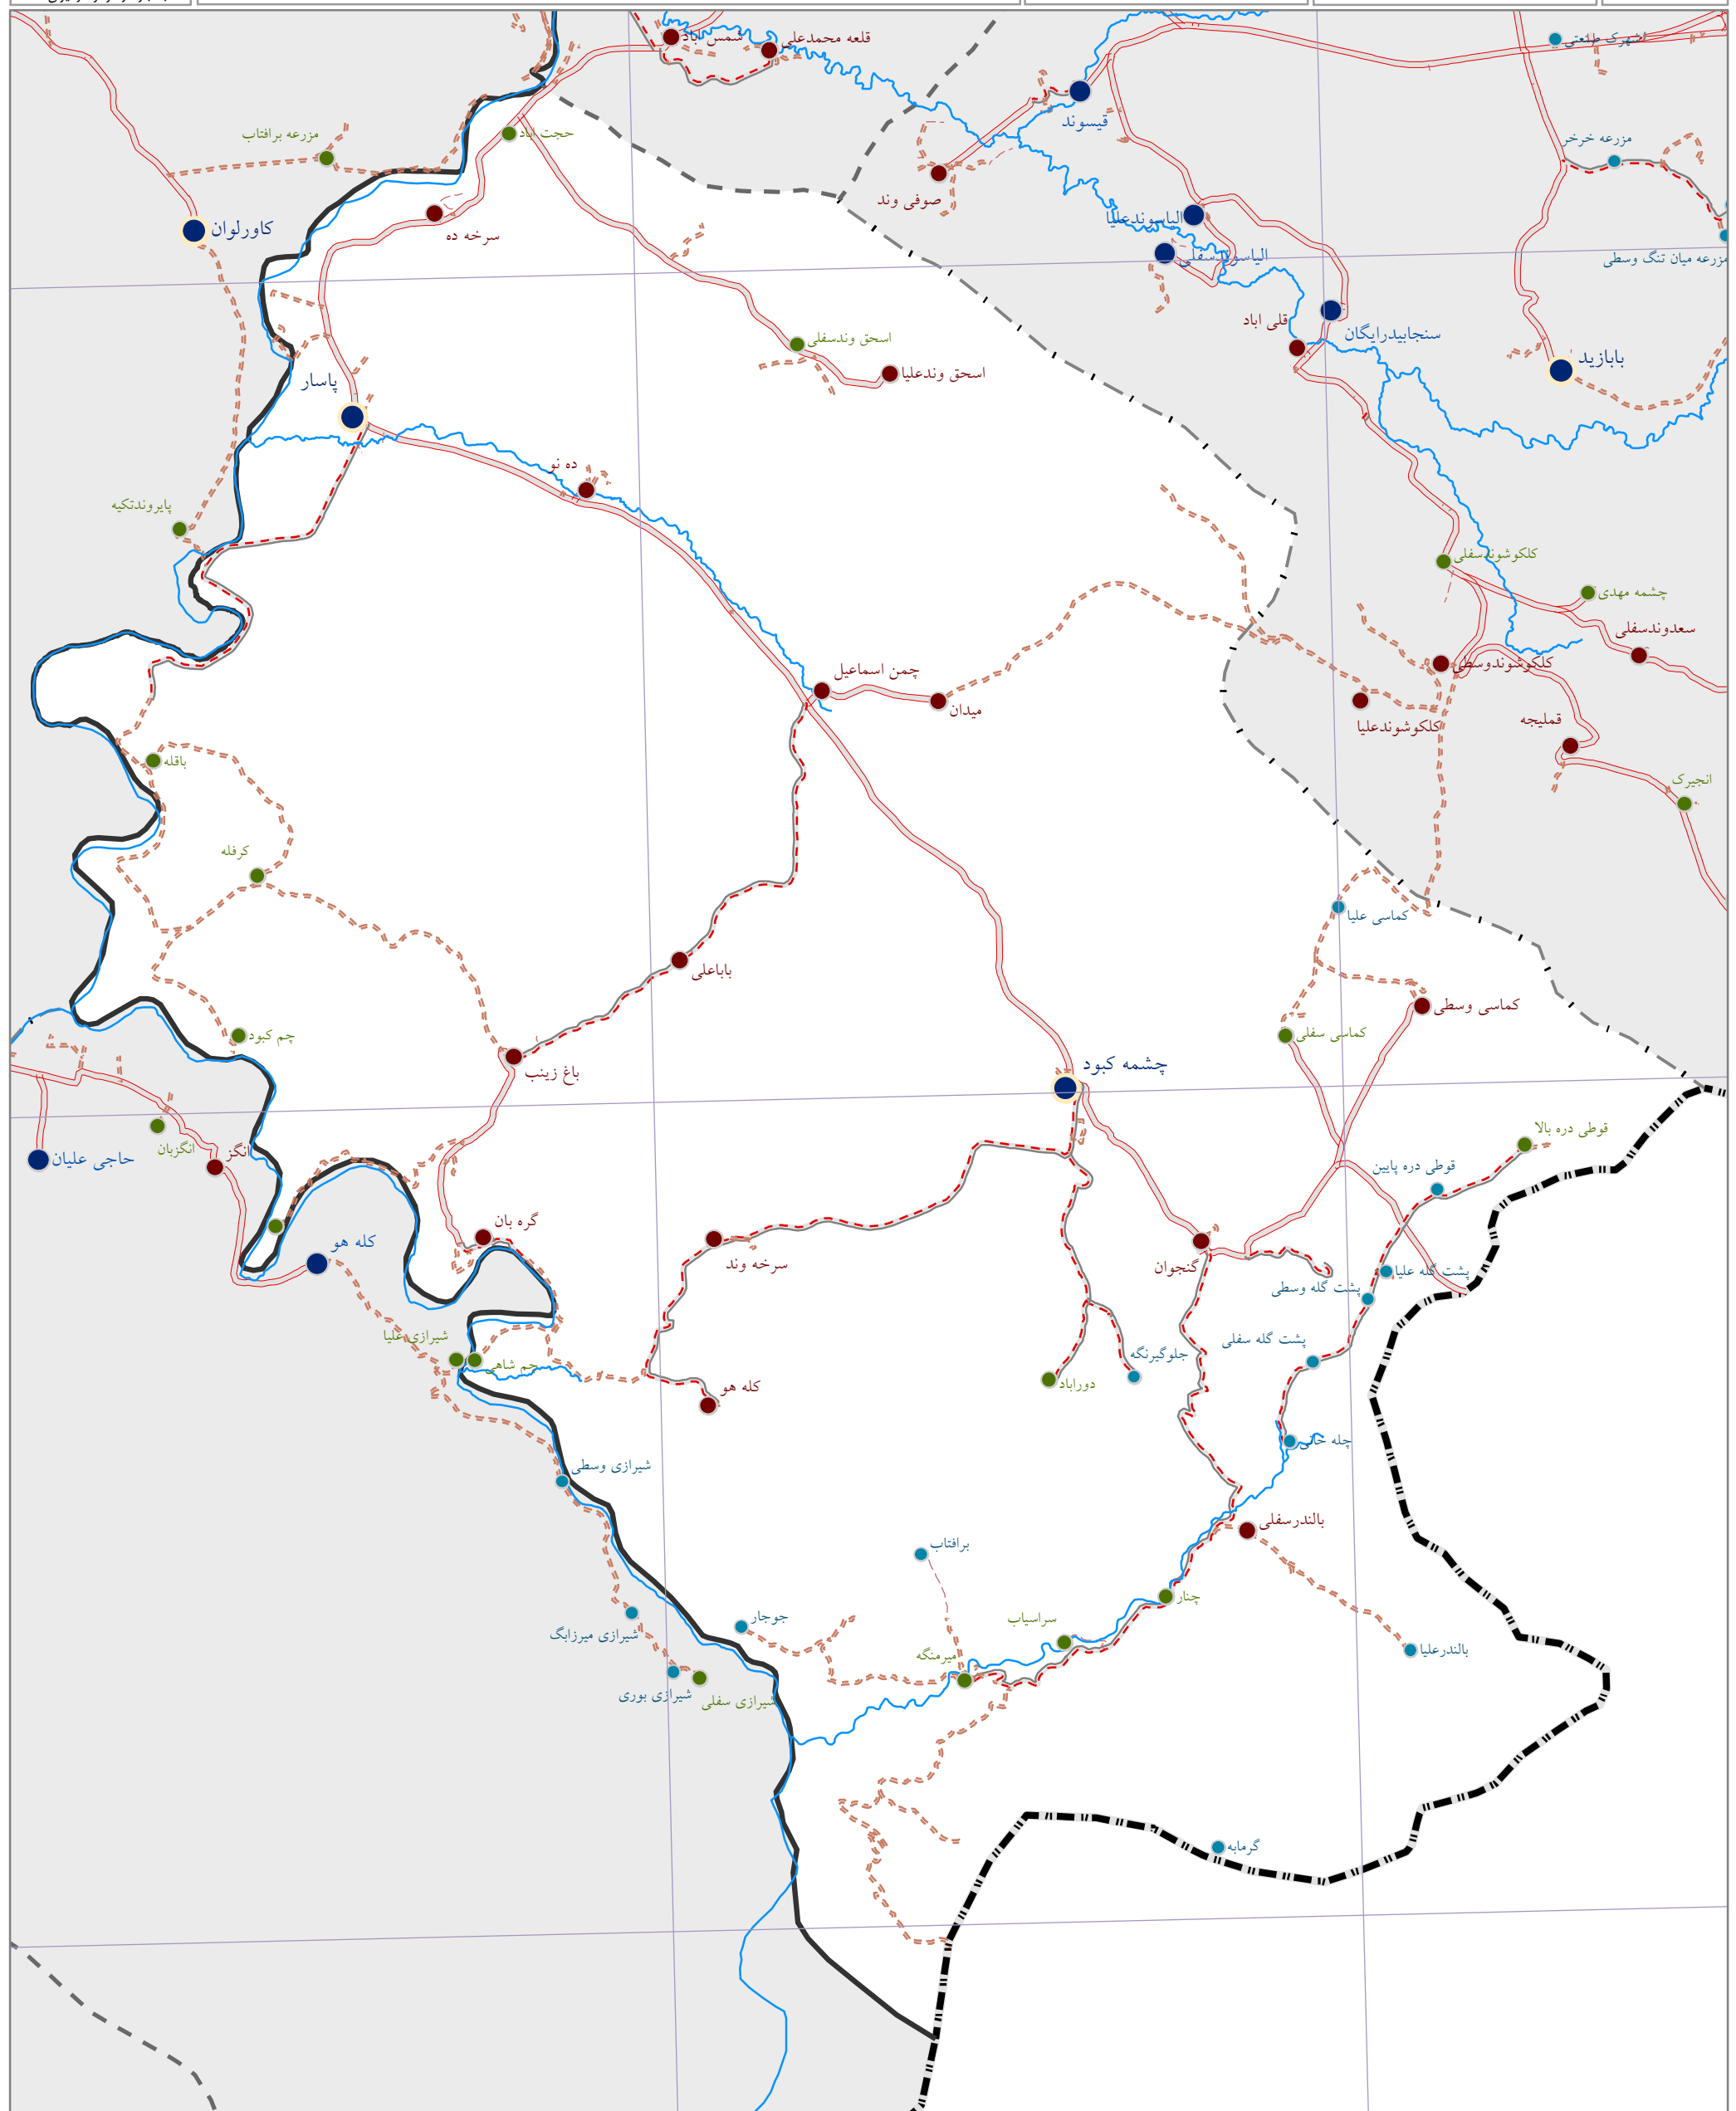 شمس آباد
قلعه محمدعلی
شهرک صنعتی
قیسوند
مزرعه برافتاب
حجت اباد
مزرعه خرخر
صوفی وند
الیاسوندعلیا
کاورلوان
سرخه ده
الیاسوندسفلی
مزرعه میان تنگ وسطی
قلی اباد
سنجابیدرایگان
اسحق وندسفلی
بابازید
اسحق وندعلیا
پاسار
ده نو
پایروندتکیه
کلکوشوندسفلی
چشمه مهدی
سعدوندسفلی
کلکوشوندوسطی
چمن اسماعیل
میدان
کلکوشوندعلیا
قملیجه
باقله
انجیرک
کرفله
کماسی علیا
باباعلی
کماسی وسطی
چم کبود
کماسی سفلی
چشمه کبود
باغ زینب
قوطی دره بالا
انگزبان
انگز
حاجی علیان
قوطی دره پایین
گره بان
کله هو
سرخه وند
گنجوان
پشت گله علیا
پشت گله وسطی
شیرازی علیا
چم شاهی
پشت گله سفلی
جلوگیرنگه
دوراباد
کله هو
چله خانی
شیرازی وسطی
بالندرسفلی
برافتاب
چنار
جوجار
سراسیاب
شیرازی میرزابگ
میرمنگه
بالندرعلیا
شیرازی بوری
شیرازی سفلی
گرمابه